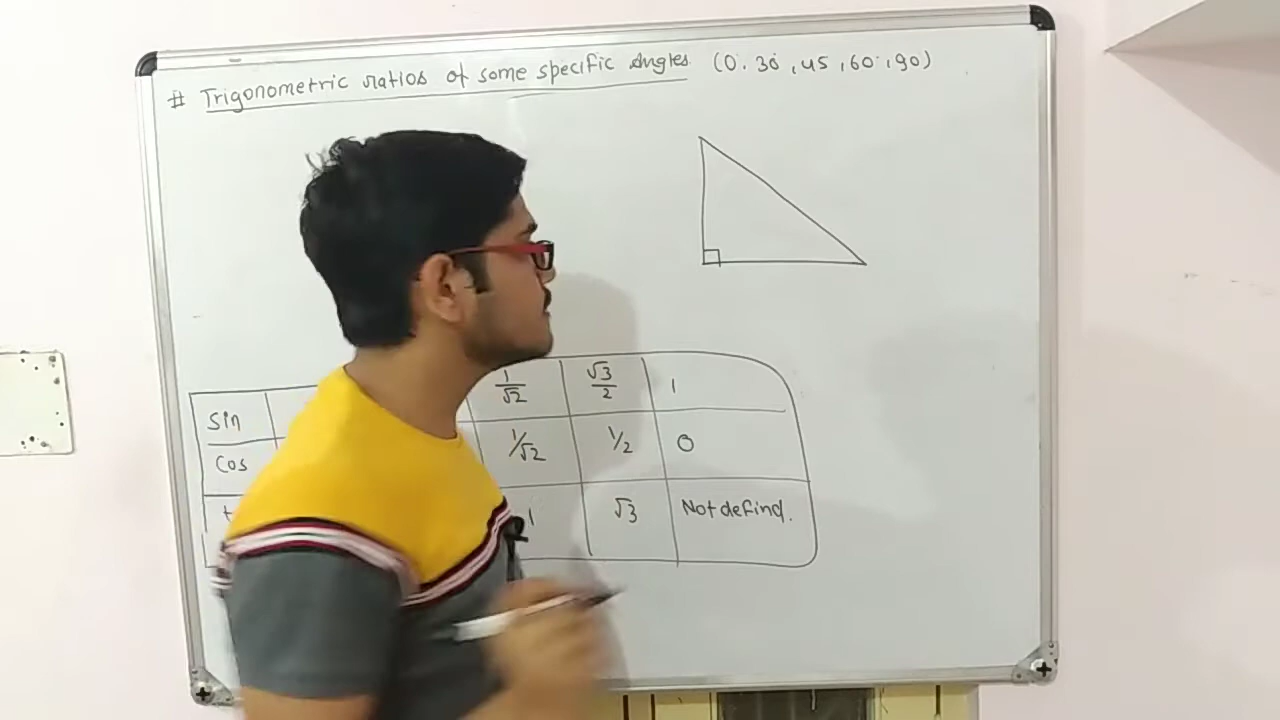 # Trigonometric ratios of some specific Angles (0. 30 , 45 , 60 , 90)
sin 1/√2 √3/2 1
cos 1/√2 1/2 0
t 1 √3 Not defind.